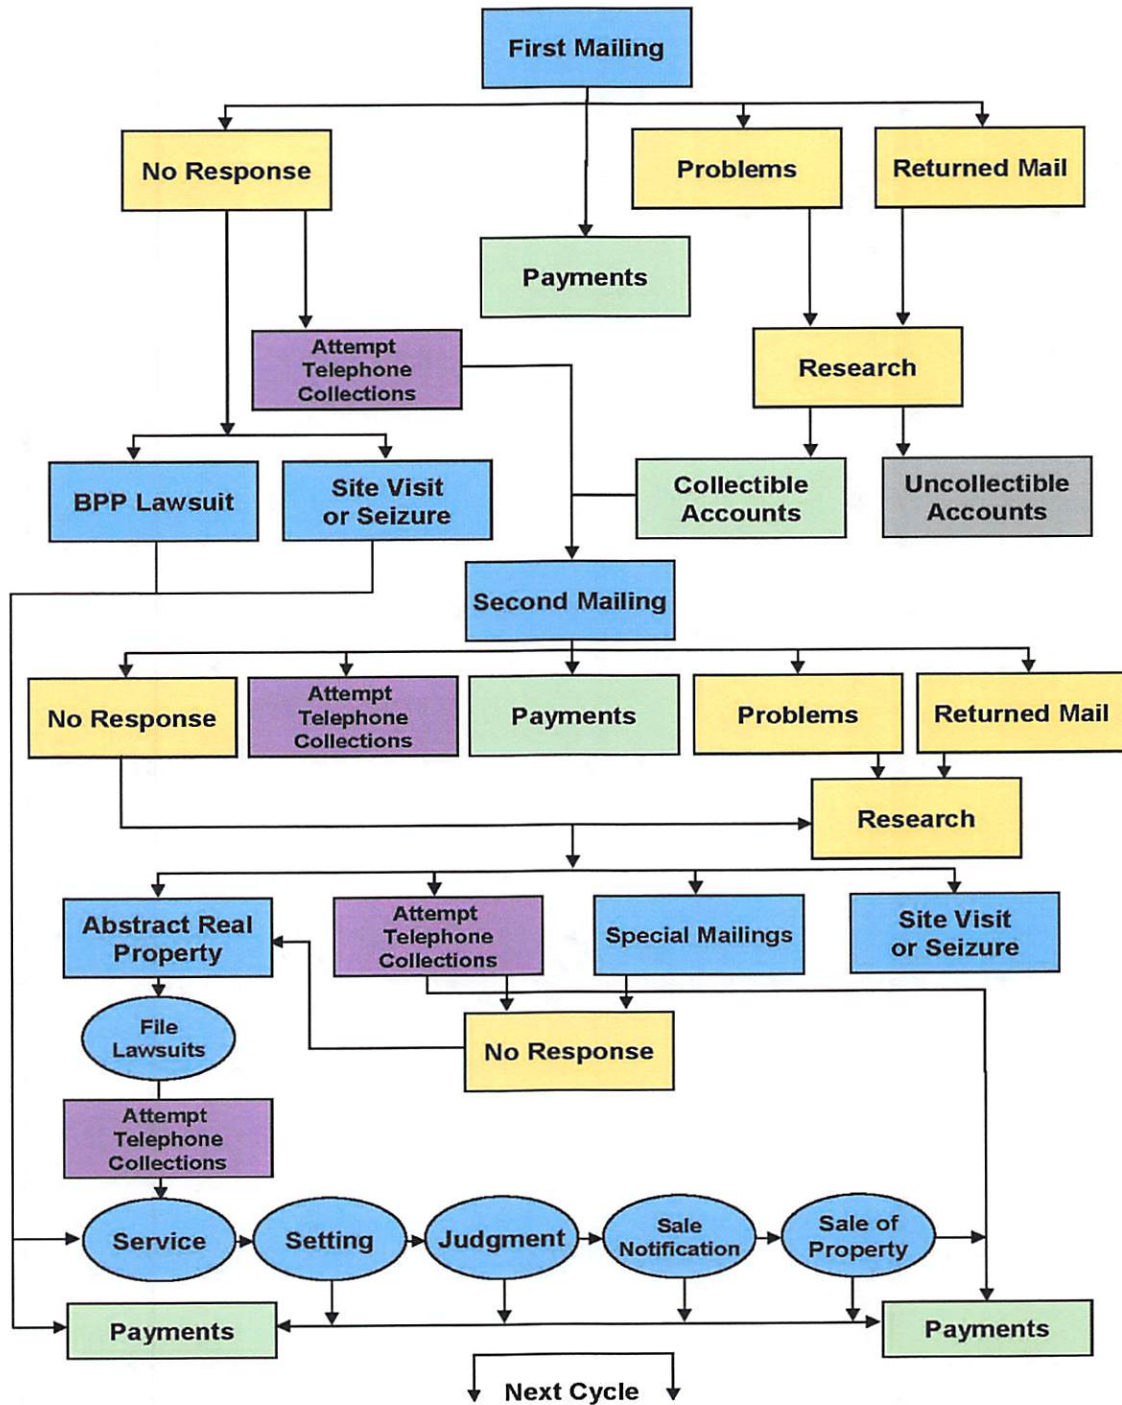 First Mailing
No Response
Problems
Returned Mail
Payments
Attempt
Telephone
Collections
Research
BPP Lawsuit
Site Visit
or Seizure
Collectible
Accounts
Uncollectible
Accounts
Second Mailing
No Response
Attempt
Telephone
Collections
Payments
Problems
Returned Mail
Research
Abstract Real
Property
Attempt
Telephone
Collections
Special Mailings
Site Visit
or Seizure
File
Lawsuits
No Response
Attempt
Telephone
Collections
Service
Setting
Judgment
Sale
Notification
Sale of
Property
Payments
Payments
Next Cycle